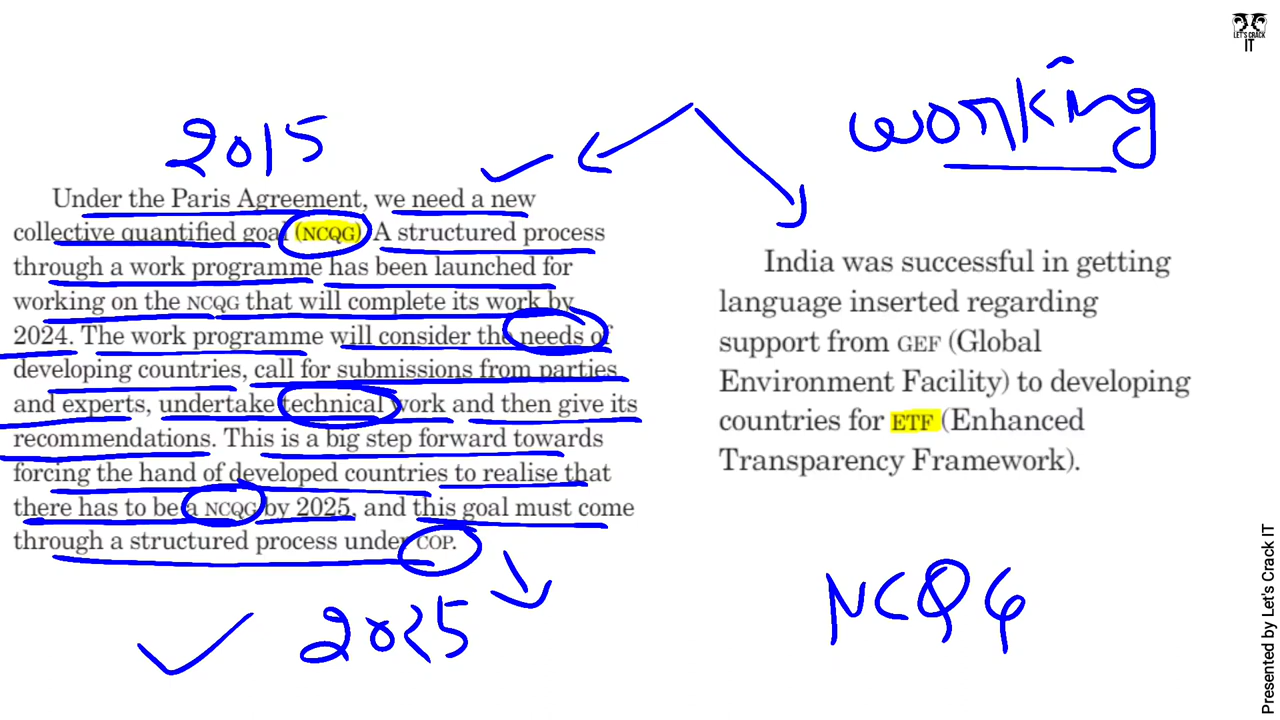 LET'S CRACK
IT
working
2015
Under the Paris Agreement, we need a new
collective quantified goal (NCQG). A structured process
through a work programme has been launched for
working on the NCQG that will complete its work by
2024. The work programme will consider the needs of
developing countries, call for submissions from parties
and experts, undertake technical work and then give its
recommendations. This is a big step forward towards
forcing the hand of developed countries to realise that
there has to be a NCQG by 2025, and this goal must come
through a structured process under COP.
2025
India was successful in getting
language inserted regarding
support from GEF (Global
Environment Facility) to developing
countries for ETF (Enhanced
Transparency Framework).
NCQG
Presented by Let's Crack IT